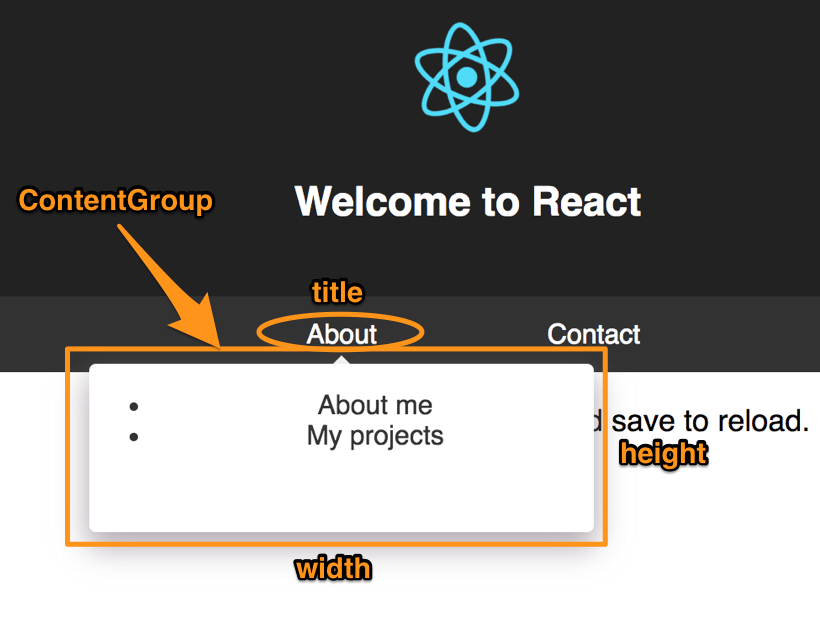 ContentGroup
Welcome to React
title
About
Contact
• About me
• My projects
save to reload.
height
width